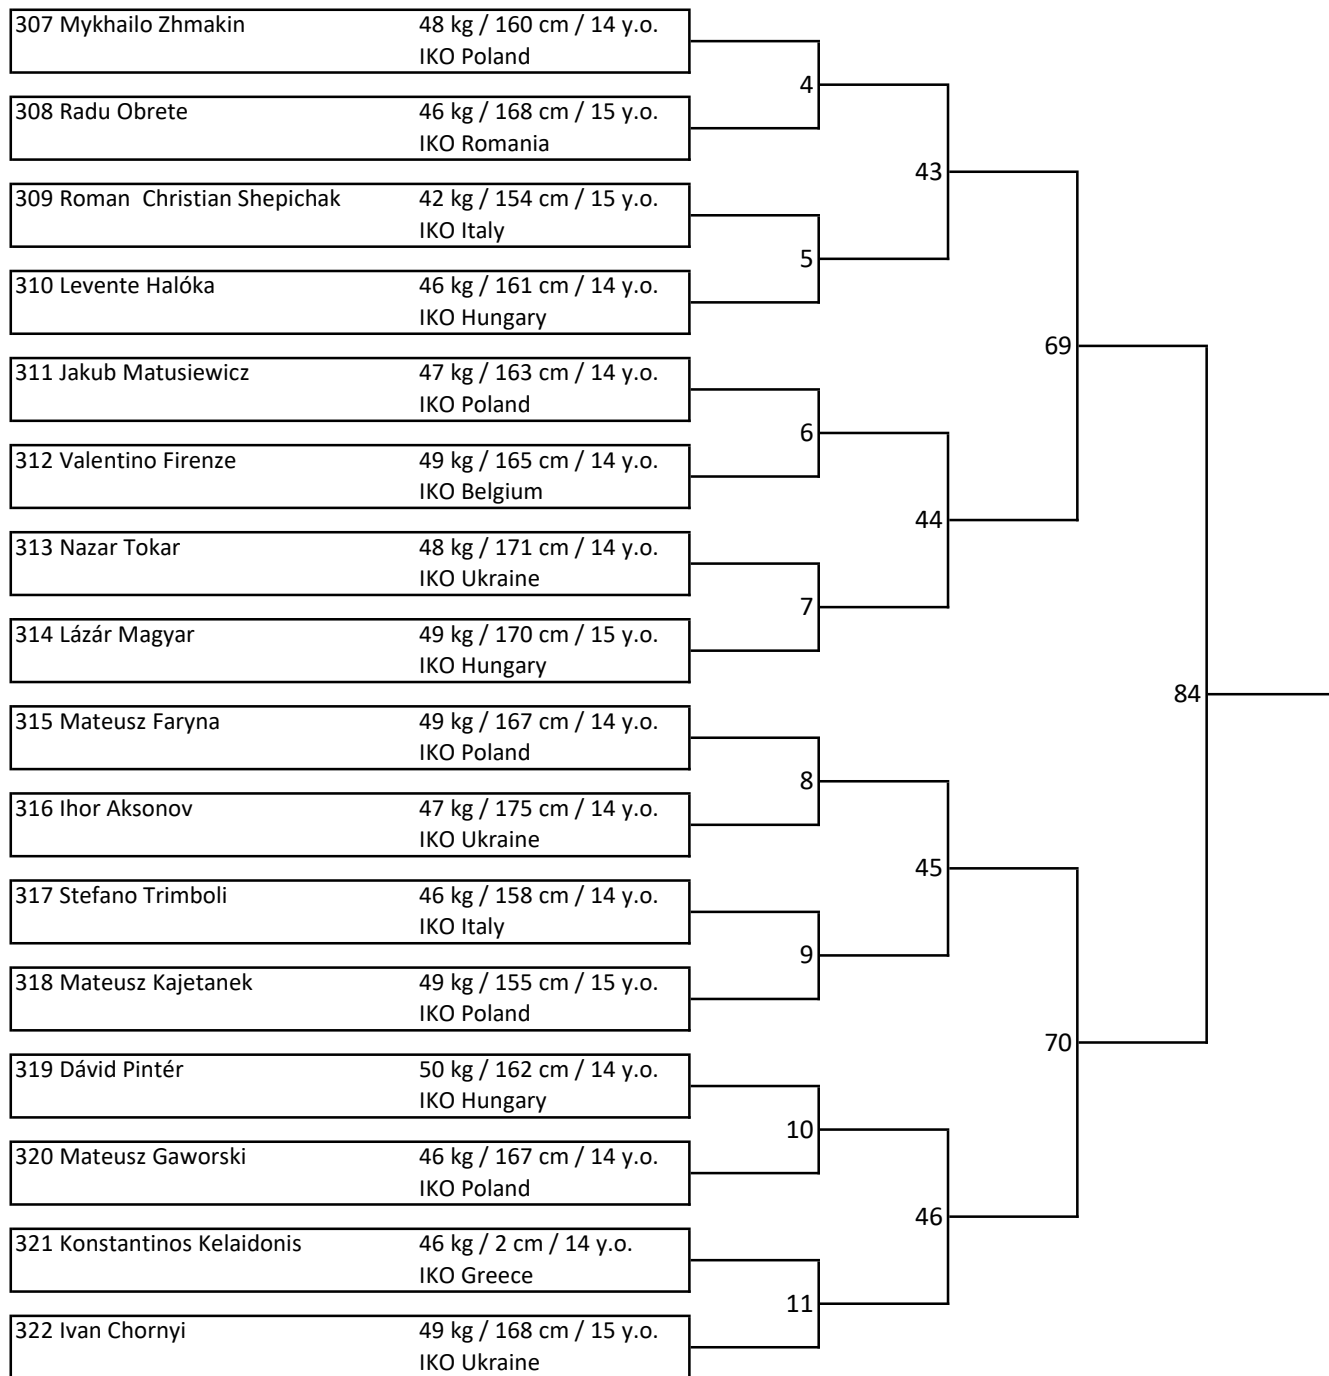 307 Mykhailo Zhmakin 48 kg / 160 cm / 14 y.o.
IKO Poland
4
308 Radu Obrete 46 kg / 168 cm / 15 y.o.
IKO Romania
43
309 Roman  Christian Shepichak 42 kg / 154 cm / 15 y.o.
IKO Italy
5
310 Levente Halóka 46 kg / 161 cm / 14 y.o.
IKO Hungary
69
311 Jakub Matusiewicz 47 kg / 163 cm / 14 y.o.
IKO Poland
6
312 Valentino Firenze 49 kg / 165 cm / 14 y.o.
IKO Belgium
44
313 Nazar Tokar 48 kg / 171 cm / 14 y.o.
IKO Ukraine
7
314 Lázár Magyar 49 kg / 170 cm / 15 y.o.
IKO Hungary
84
315 Mateusz Faryna 49 kg / 167 cm / 14 y.o.
IKO Poland
8
316 Ihor Aksonov 47 kg / 175 cm / 14 y.o.
IKO Ukraine
45
317 Stefano Trimboli 46 kg / 158 cm / 14 y.o.
IKO Italy
9
318 Mateusz Kajetanek 49 kg / 155 cm / 15 y.o.
IKO Poland
70
319 Dávid Pintér 50 kg / 162 cm / 14 y.o.
IKO Hungary
10
320 Mateusz Gaworski 46 kg / 167 cm / 14 y.o.
IKO Poland
46
321 Konstantinos Kelaidonis 46 kg / 2 cm / 14 y.o.
IKO Greece
11
322 Ivan Chornyi 49 kg / 168 cm / 15 y.o.
IKO Ukraine